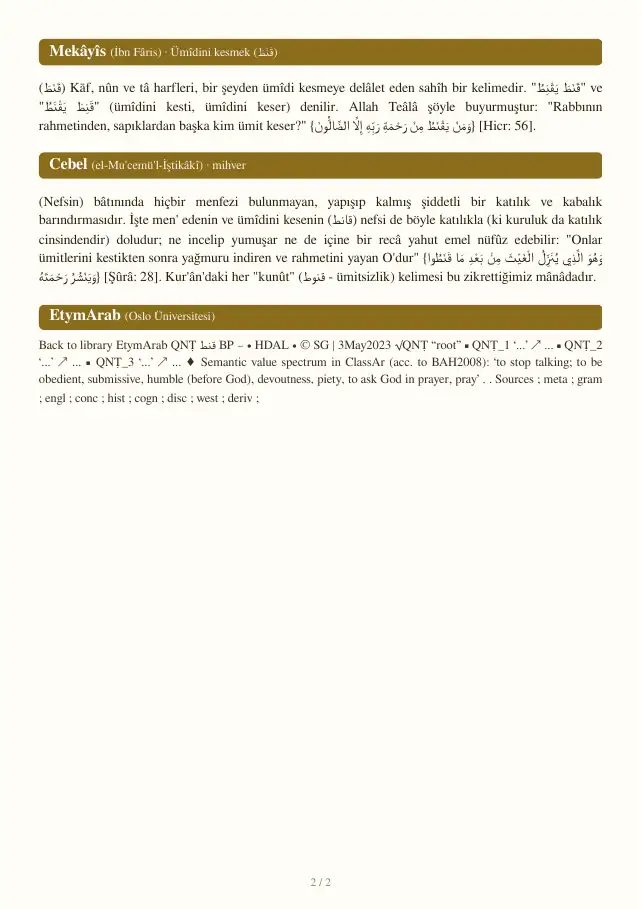 Mekâyîs (İbn Fâris) · Ümîdini kesmek (قنط)
(قَنَطَ) Kāf, nûn ve tâ harfleri, bir şeyden ümîdi kesmeye delâlet eden sahîh bir kelimedir. "قَنَطَ يَقْنِطُ" ve
"قَنِطَ يَقْنَطُ" (ümîdini kesti, ümîdini keser) denilir. Allah Teâlâ şöyle buyurmuştur: "Rabbının
rahmetinden, sapıklardan başka kim ümit keser?" {وَمَنْ يَقْنَطُ مِنْ رَحْمَةِ رَبِّهِ إِلَّا الضَّالُّونَ} [Hicr: 56].
Cebel (el-Mu'cemü'l-İştikâkî) · mihver
(Nefsin) bâtınında hiçbir menfezi bulunmayan, yapışıp kalmış şiddetli bir katılık ve kabalık
barındırmasıdır. İşte men' edenin ve ümîdini kesenin (قانط) nefsi de böyle katılıkla (ki kuruluk da katılık
cinsindendir) doludur; ne incelip yumuşar ne de içine bir recâ yahut emel nüfûz edebilir: "Onlar
ümitlerini kestikten sonra yağmuru indiren ve rahmetini yayan O'dur" {وَهُوَ الَّذِي يُنَزِّلُ الْغَيْثَ مِنْ بَعْدِ مَا قَنَطُوا
وَيَنْشُرُ رَحْمَتَهُ} [Şûrâ: 28]. Kur'ân'daki her "kunût" (قنوط - ümitsizlik) kelimesi bu zikrettiğimiz mânâdadır.
EtymArab (Oslo Üniversitesi)
Back to library EtymArab QNṬ قنط BP – • HDAL • © SG | 3May2023 √QNṬ “root” ▪ QNṬ_1 ‘...’ ↗ ... ▪ QNṬ_2
‘...’ ↗ ... ▪ QNṬ_3 ‘...’ ↗ ... ♦ Semantic value spectrum in ClassAr (acc. to BAH2008): ‘to stop talking; to be
obedient, submissive, humble (before God), devoutness, piety, to ask God in prayer, pray’ . . Sources ; meta ; gram
; engl ; conc ; hist ; cogn ; disc ; west ; deriv ;
2 / 2